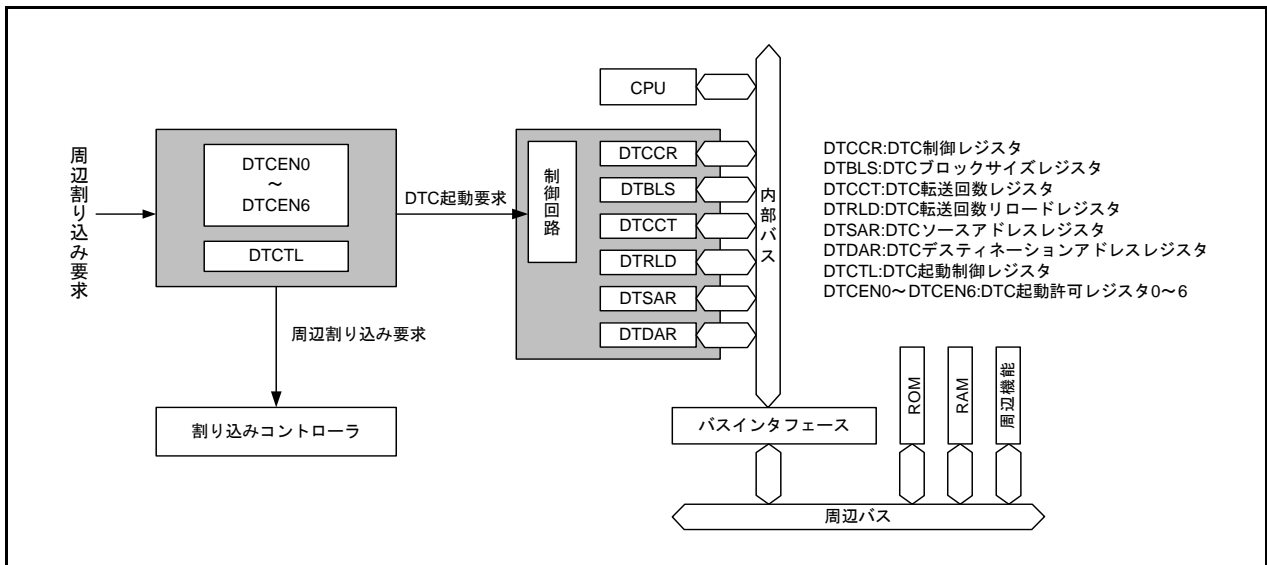 周辺割り込み要求
DTCEN0
～
DTCEN6
DTCTL
DTC起動要求
周辺割り込み要求
割り込みコントローラ
制御回路
CPU
DTCCR
DTBLS
DTCCT
DTRLD
DTSAR
DTDAR
内部バス
DTCCR:DTC制御レジスタ
DTBLS:DTCブロックサイズレジスタ
DTCCT:DTC転送回数レジスタ
DTRLD:DTC転送回数リロードレジスタ
DTSAR:DTCソースアドレスレジスタ
DTDAR:DTCデスティネーションアドレスレジスタ
DTCTL:DTC起動制御レジスタ
DTCEN0～DTCEN6:DTC起動許可レジスタ0～6
バスインタフェース
ROM
RAM
周辺機能
周辺バス